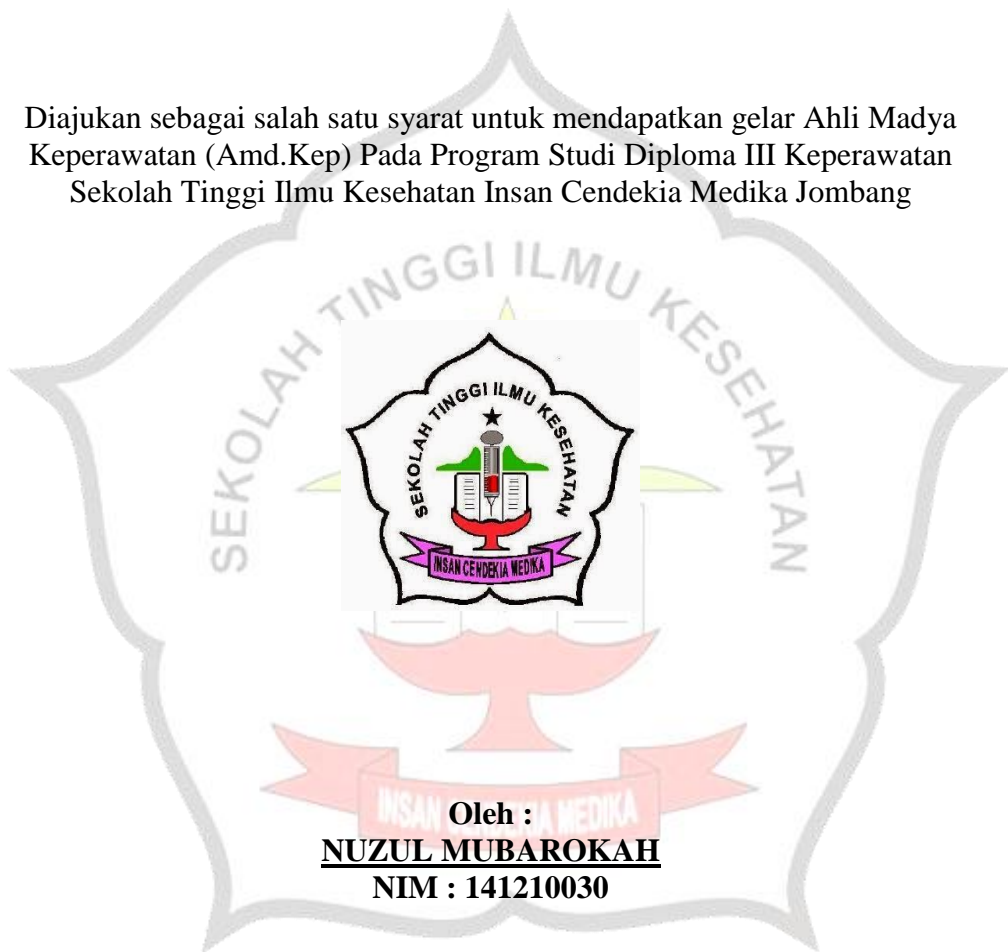 Diajukan sebagai salah satu syarat untuk mendapatkan gelar Ahli Madya
Keperawatan (Amd.Kep) Pada Program Studi Diploma III Keperawatan
Sekolah Tinggi Ilmu Kesehatan Insan Cendekia Medika Jombang
SEKOLAH TINGGI ILMU KESEHATAN
SEKOLAH TINGGI ILMU KESEHATAN
INSAN CENDEKIA MEDIKA
INSAN CENDEKIA MEDIKA
Oleh :
NUZUL MUBAROKAH
NIM : 141210030